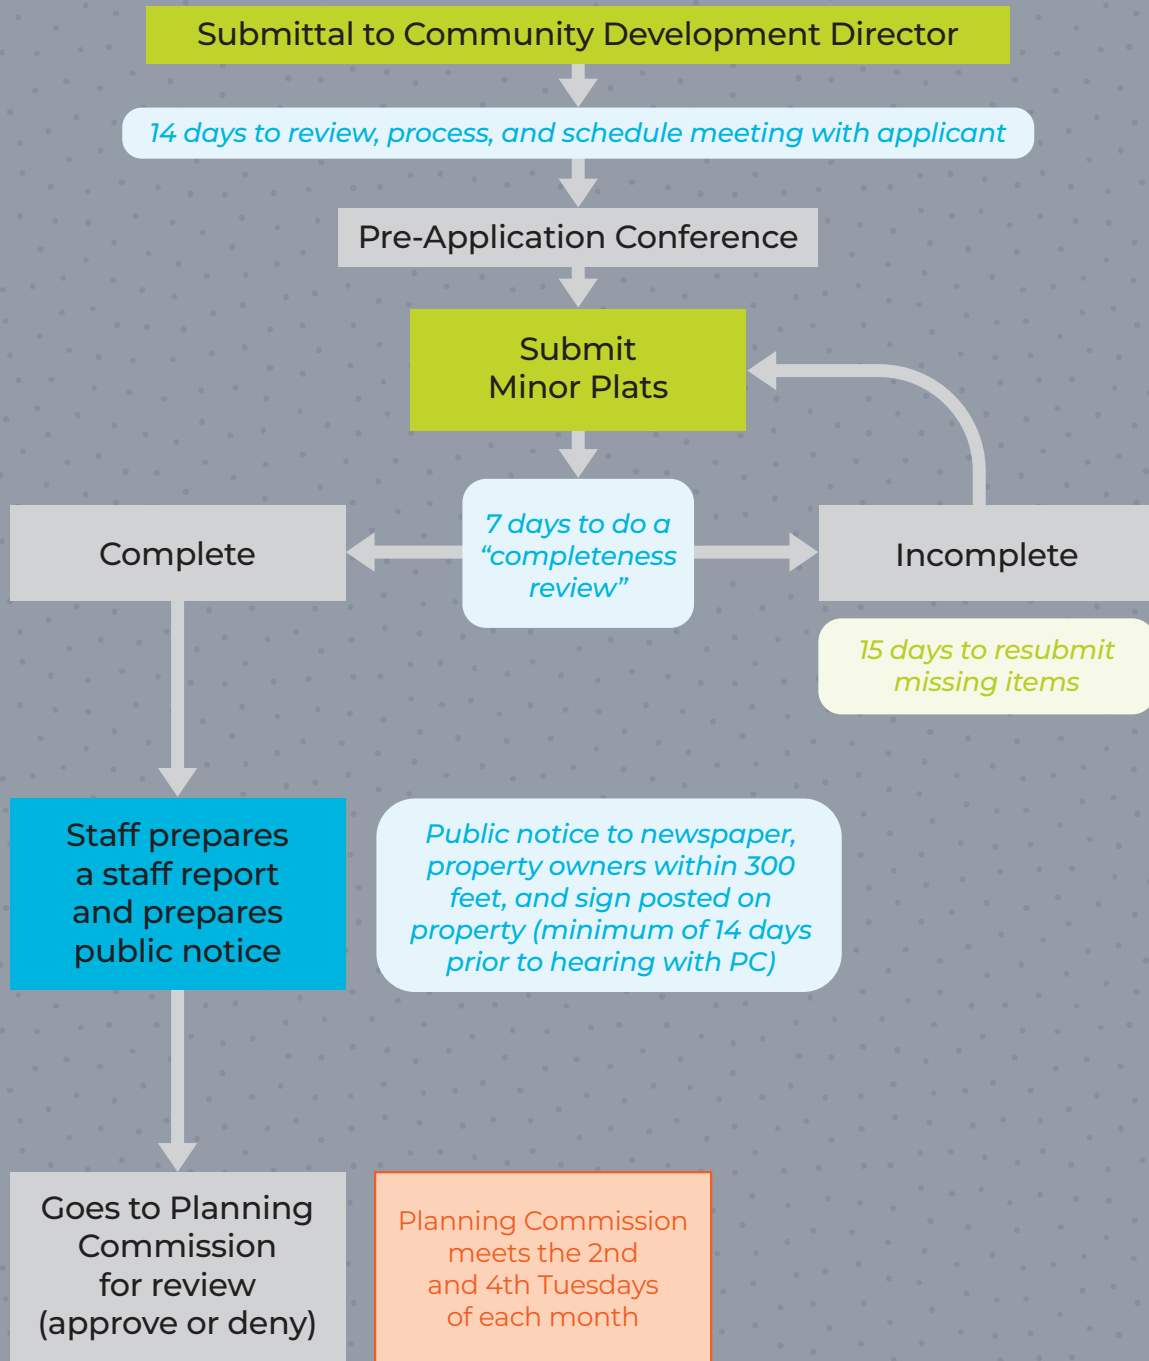 Submittal to Community Development Director
14 days to review, process, and schedule meeting with applicant
Pre-Application Conference
Submit
Minor Plats
7 days to do a
“completeness
review”
Complete
Incomplete
15 days to resubmit
missing items
Staff prepares
a staff report
and prepares
public notice
Public notice to newspaper,
property owners within 300
feet, and sign posted on
property (minimum of 14 days
prior to hearing with PC)
Goes to Planning
Commission
for review
(approve or deny)
Planning Commission
meets the 2nd
and 4th Tuesdays
of each month